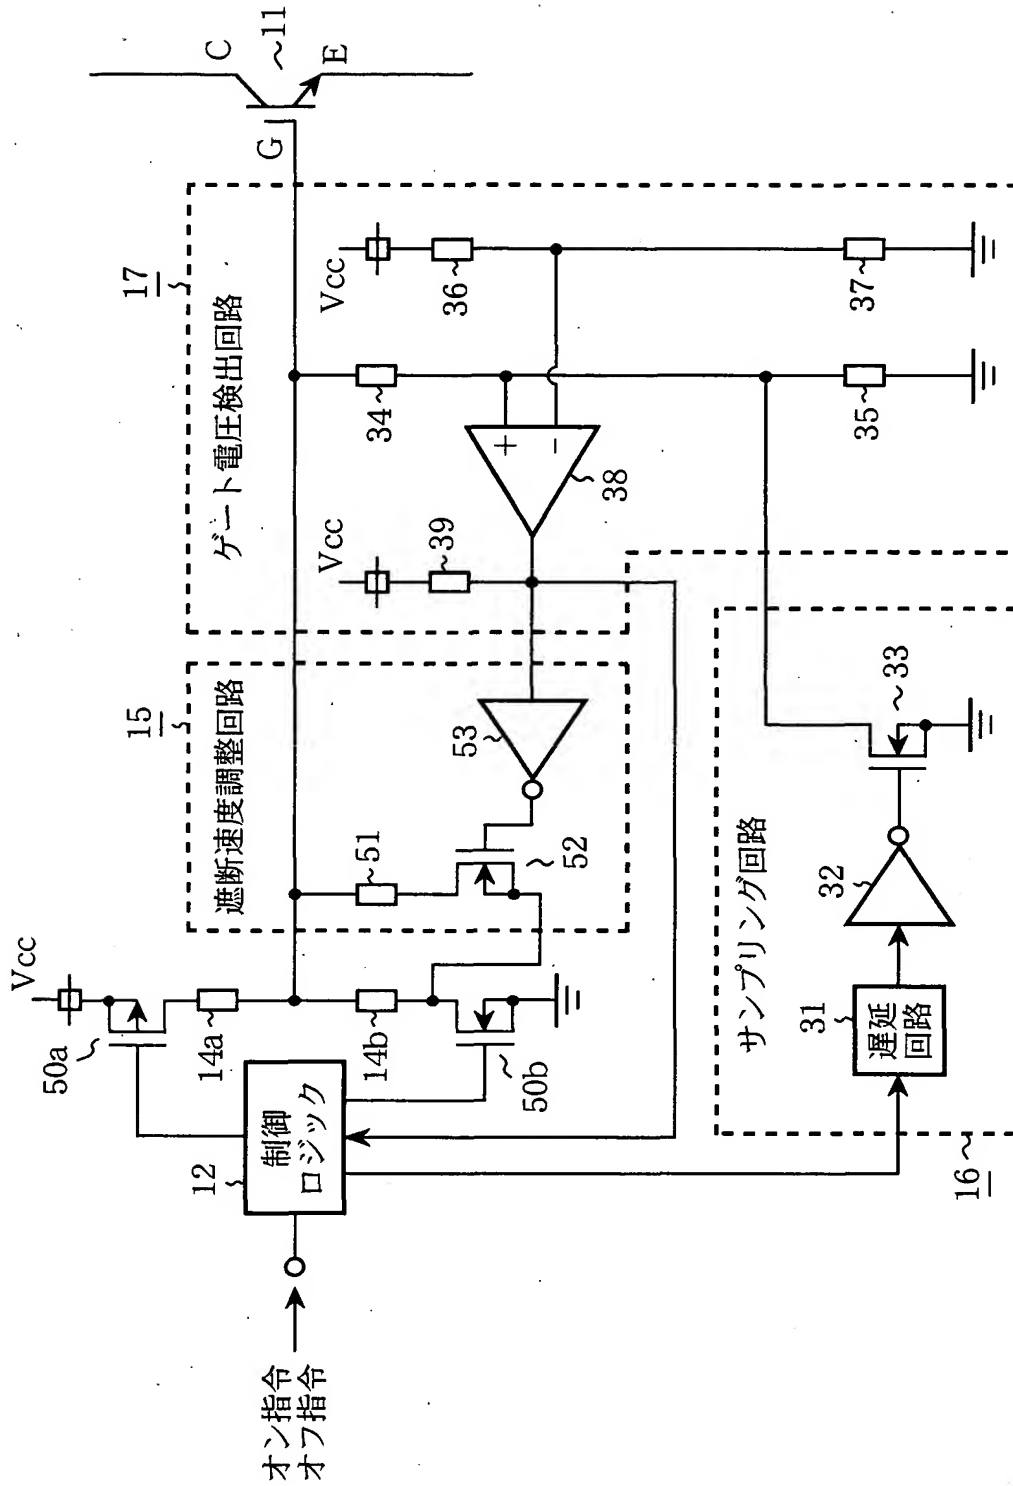 C
11
E
G
17
ゲート電圧検出回路
Vcc
36
37
34
35
+
-
38
Vcc
39
15
遮断速度調整回路
51
52
53
Vcc
50a
14a
14b
50b
12
制御
ロジック
オン指令
オフ指令
サンプリング回路
33
32
31
遅延
回路
16